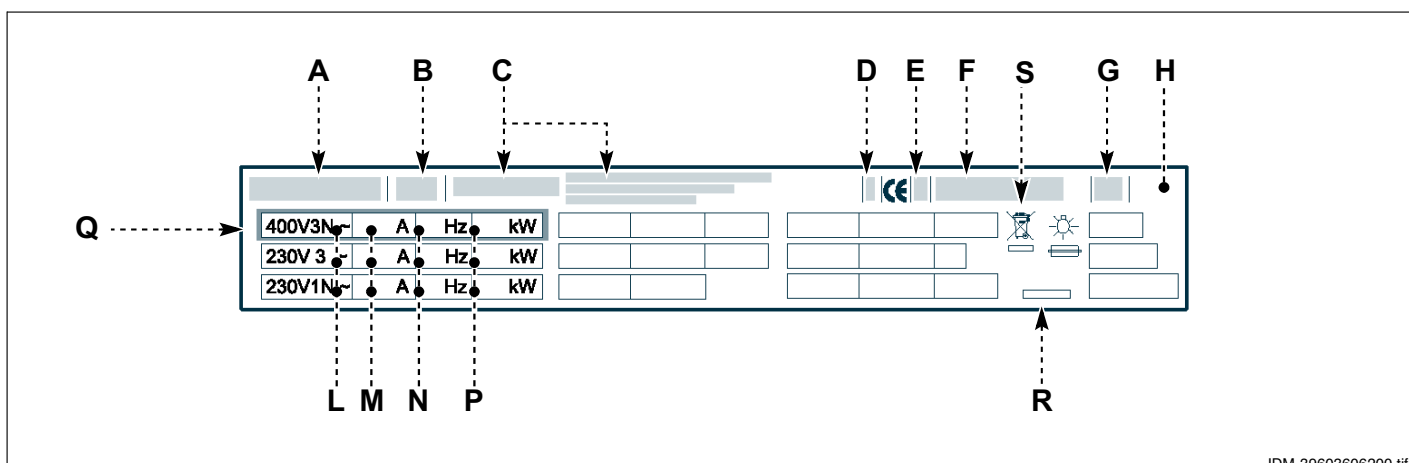 A B C D E F S G H
CE
Q
400V3N~ A Hz kW
230V 3 ~ A Hz kW
230V1N~ A Hz kW
L M N P R
IDM-39603606200.tif